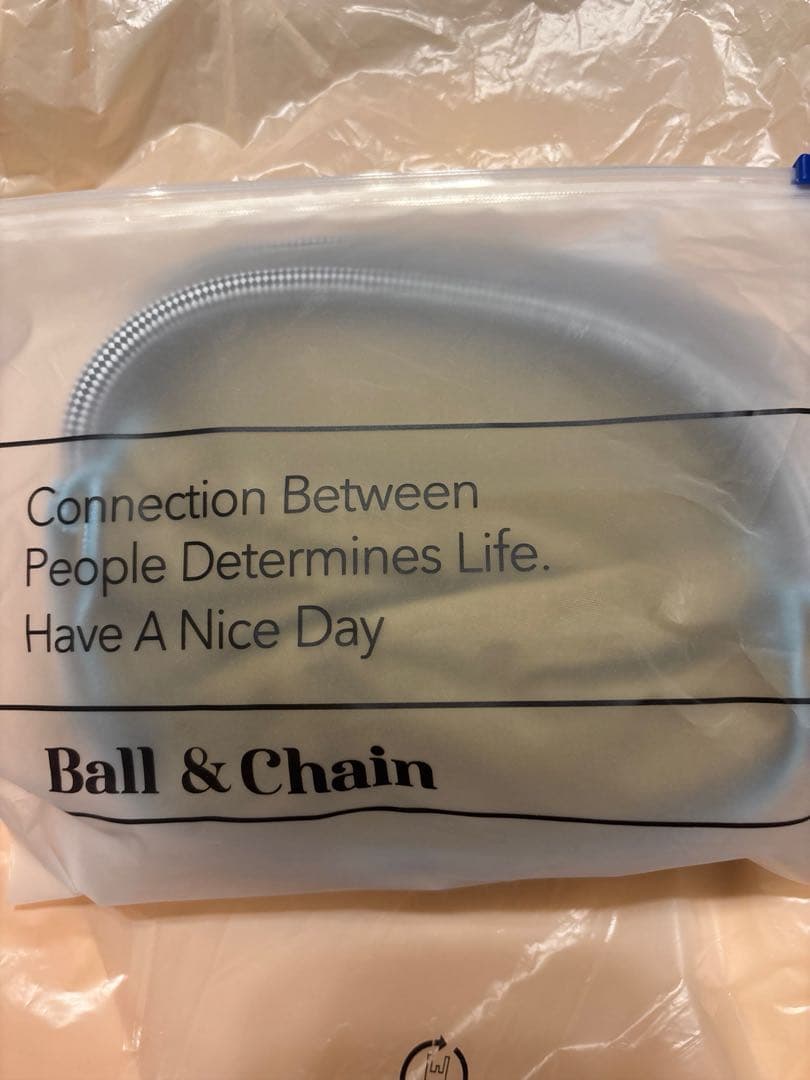 Connection Between
People Determines Life.
Have A Nice Day
Ball & Chain